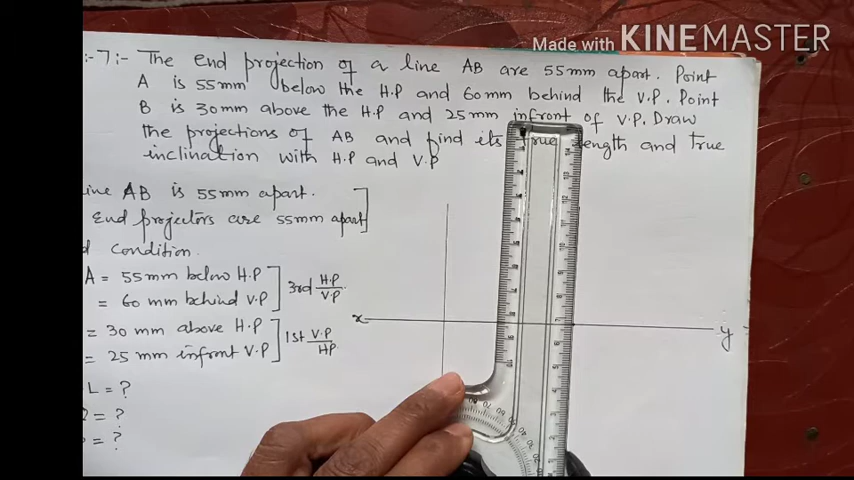 Made with KINEMASTER
:-7:- The end projection of a line AB are 55mm apart. Point
A is 55mm below the H.P and 60mm behind the V.P. Point
B is 30mm above the H.P and 25mm infront of V.P. Draw
the projections of AB and find its True length and True
inclination with H.P and V.P
Line AB is 55mm apart.
End projectors are 55mm apart
condition.
A = 55mm below H.P
= 60 mm behind V.P
3rd H.P
V.P
= 30 mm above H.P
= 25 mm infront V.P
1st V.P
HP
L = ?
= ?
= ?
x
y